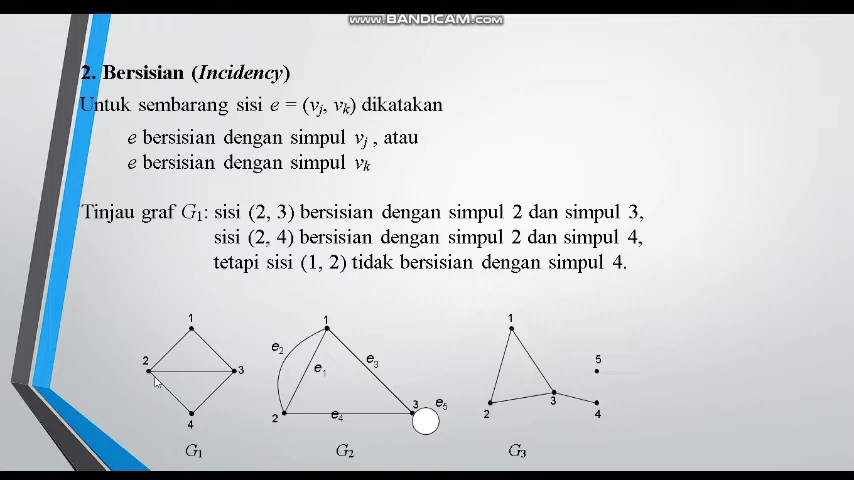 www.BANDICAM.com
2. Bersisian (Incidency)
Untuk sembarang sisi e = (vj, vk) dikatakan
e bersisian dengan simpul vj , atau
e bersisian dengan simpul vk
Tinjau graf G1: sisi (2, 3) bersisian dengan simpul 2 dan simpul 3,
sisi (2, 4) bersisian dengan simpul 2 dan simpul 4,
tetapi sisi (1, 2) tidak bersisian dengan simpul 4.
1
2
3
4
G1
1
e2
e1
e3
2
e4
3
e5
G2
1
5
2
3
4
G3